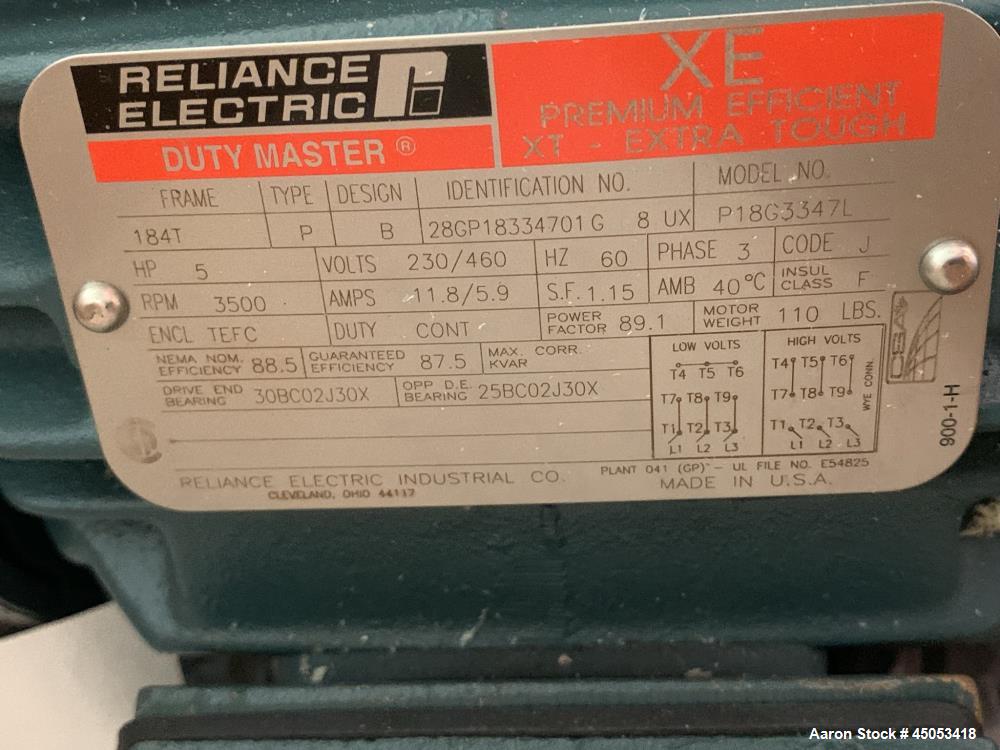 RELIANCE ELECTRIC
XE
PREMIUM EFFICIENT
XT - EXTRA TOUGH
DUTY MASTER ®
FRAME TYPE DESIGN IDENTIFICATION NO. MODEL NO.
184T P B 28GP18334701 G 8 UX P18G3347L
HP 5 VOLTS 230/460 HZ 60 PHASE 3 CODE J
RPM 3500 AMPS 11.8/5.9 S.F. 1.15 AMB 40°C INSUL CLASS F
ENCL TEFC DUTY CONT POWER FACTOR 89.1 MOTOR WEIGHT 110 LBS.
NEMA NOM. EFFICIENCY 88.5 GUARANTEED EFFICIENCY 87.5 MAX. CORR. KVAR
DRIVE END BEARING 30BC02J30X OPP D.E. BEARING 25BC02J30X
LOW VOLTS
T4 T5 T6
T7 T8 T9
T1 T2 T3
L1 L2 L3
HIGH VOLTS
T4 T5 T6
T7 T8 T9
T1 T2 T3
L1 L2 L3
WYE CONN.
900-1-H
RELIANCE ELECTRIC INDUSTRIAL CO.
CLEVELAND, OHIO 44117
PLANT 041 (GP) - UL FILE NO. E54825
MADE IN U.S.A.
Aaron Stock # 45053418